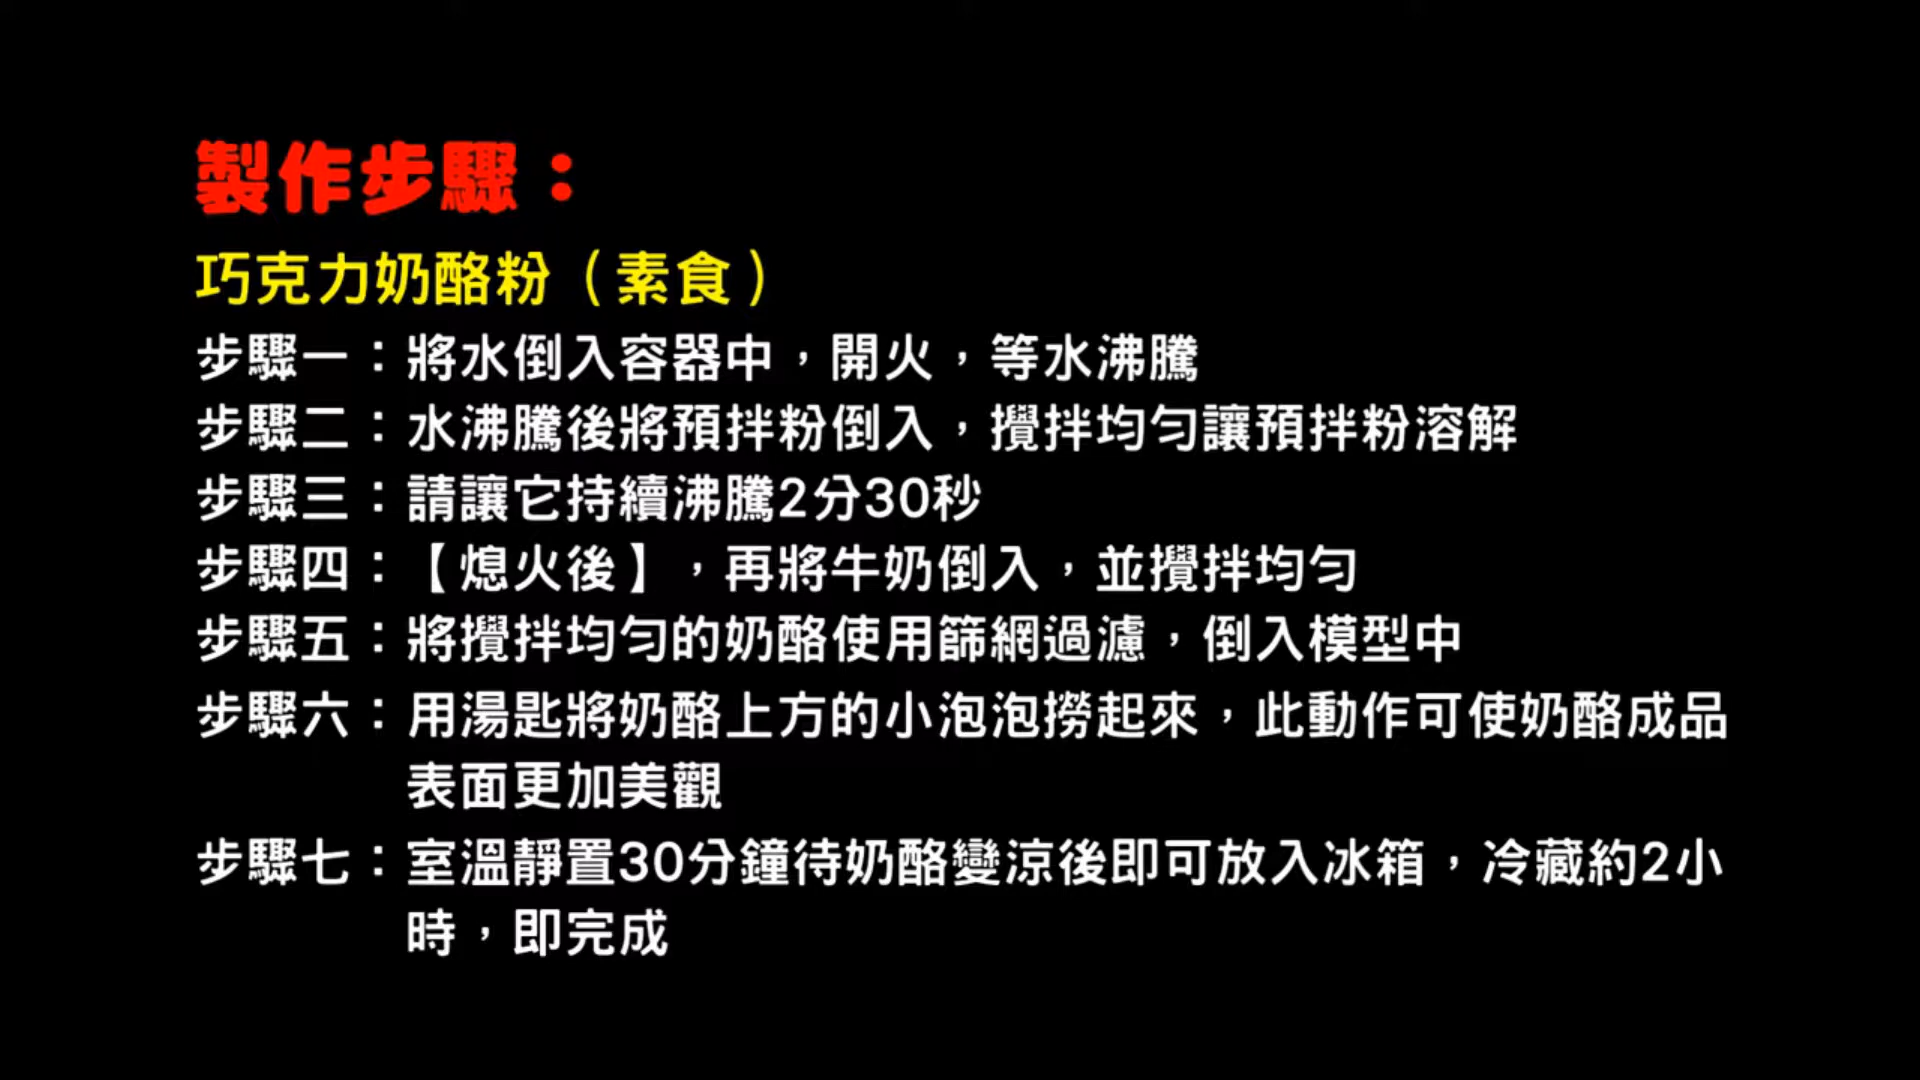 製作步驟：
巧克力奶酪粉（素食）
步驟一：將水倒入容器中，開火，等水沸騰
步驟二：水沸騰後將預拌粉倒入，攪拌均勻讓預拌粉溶解
步驟三：請讓它持續沸騰2分30秒
步驟四：【熄火後】，再將牛奶倒入，並攪拌均勻
步驟五：將攪拌均勻的奶酪使用篩網過濾，倒入模型中
步驟六：用湯匙將奶酪上方的小泡泡撈起來，此動作可使奶酪成品
表面更加美觀
步驟七：室溫靜置30分鐘待奶酪變涼後即可放入冰箱，冷藏約2小
時，即完成